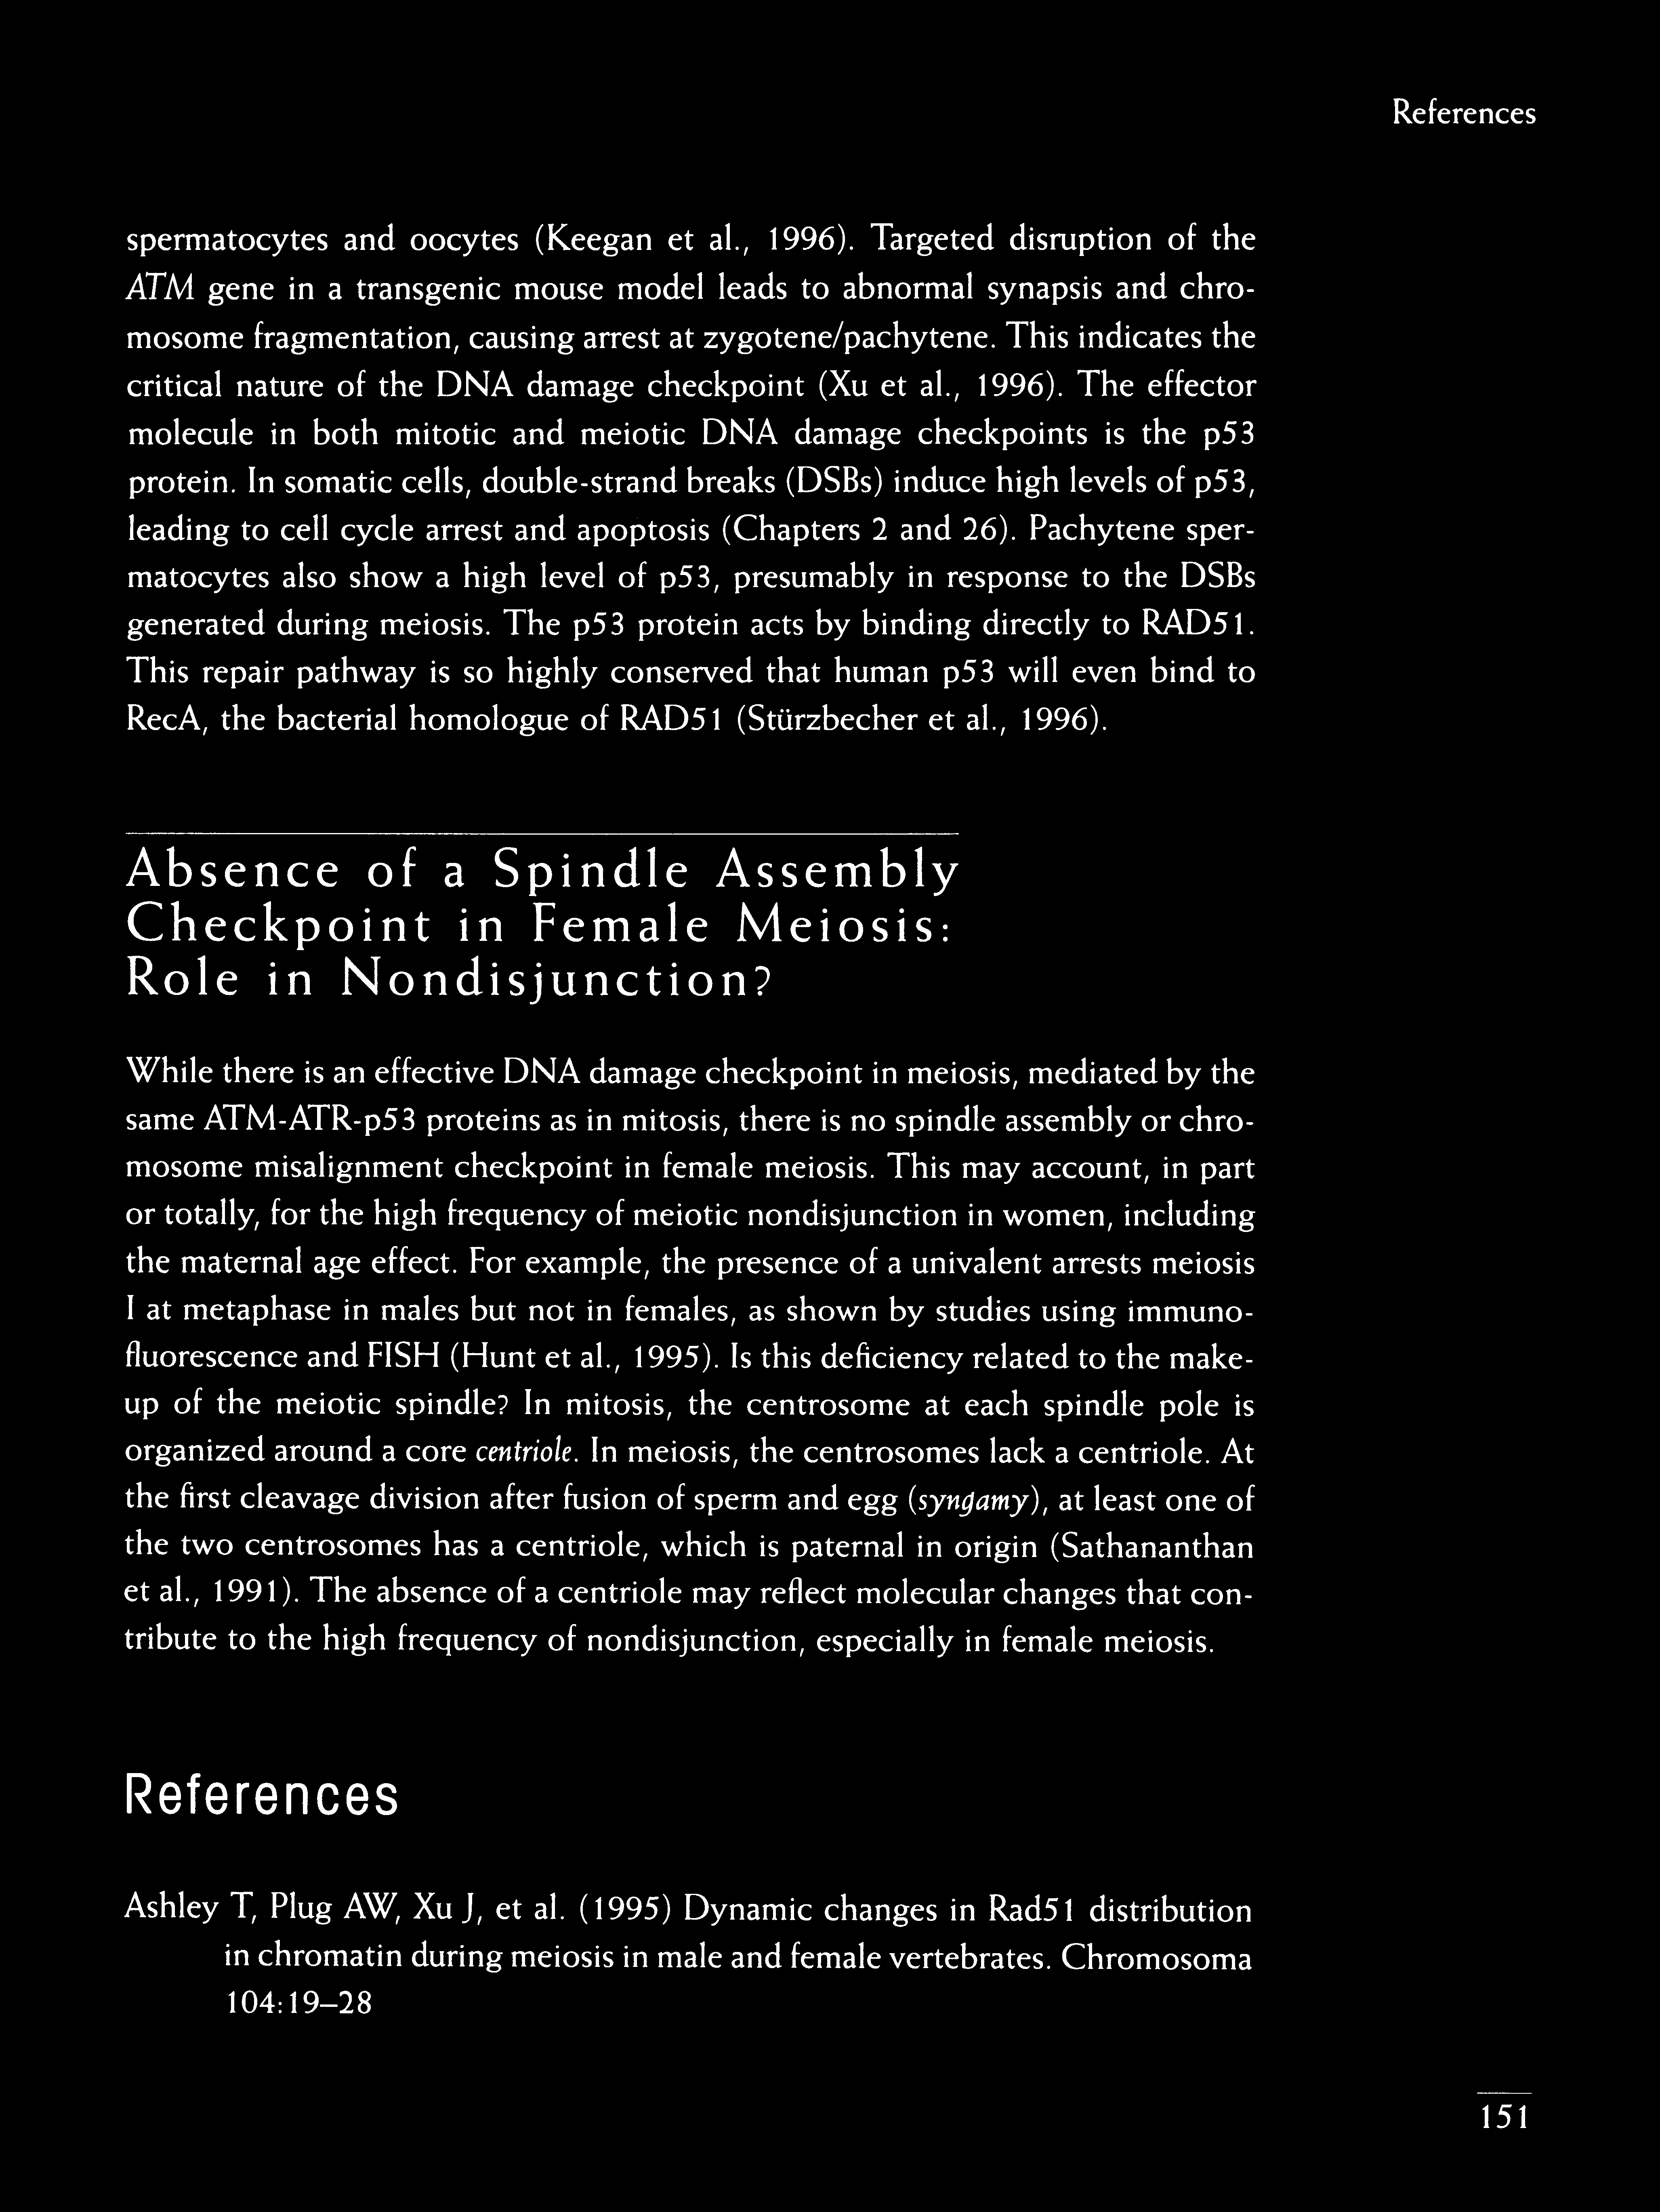 References
spermatocytes and oocytes (Keegan et al., 1996). Targeted disruption of the
ATM gene in a transgenic mouse model leads to abnormal synapsis and chro-
mosome fragmentation, causing arrest at zygotene/pachytene. This indicates the
critical nature of the DNA damage checkpoint (Xu et al., 1996). The effector
molecule in both mitotic and meiotic DNA damage checkpoints is the p53
protein. In somatic cells, double-strand breaks (DSBs) induce high levels of p53,
leading to cell cycle arrest and apoptosis (Chapters 2 and 26). Pachytene sper-
matocytes also show a high level of p53, presumably in response to the DSBs
generated during meiosis. The p53 protein acts by binding directly to RAD51.
This repair pathway is so highly conserved that human p53 will even bind to
RecA, the bacterial homologue of RAD51 (Stürzbecher et al., 1996).
Absence of a Spindle Assembly
Checkpoint in Female Meiosis:
Role in Nondisjunction?
While there is an effective DNA damage checkpoint in meiosis, mediated by the
same ATM-ATR-p53 proteins as in mitosis, there is no spindle assembly or chro-
mosome misalignment checkpoint in female meiosis. This may account, in part
or totally, for the high frequency of meiotic nondisjunction in women, including
the maternal age effect. For example, the presence of a univalent arrests meiosis
I at metaphase in males but not in females, as shown by studies using immuno-
fluorescence and FISH (Hunt et al., 1995). Is this deficiency related to the make-
up of the meiotic spindle? In mitosis, the centrosome at each spindle pole is
organized around a core centriole. In meiosis, the centrosomes lack a centriole. At
the first cleavage division after fusion of sperm and egg (syngamy), at least one of
the two centrosomes has a centriole, which is paternal in origin (Sathananthan
et al., 1991). The absence of a centriole may reflect molecular changes that con-
tribute to the high frequency of nondisjunction, especially in female meiosis.
References
Ashley T, Plug AW, Xu J, et al. (1995) Dynamic changes in Rad51 distribution
in chromatin during meiosis in male and female vertebrates. Chromosoma
104:19–28
151